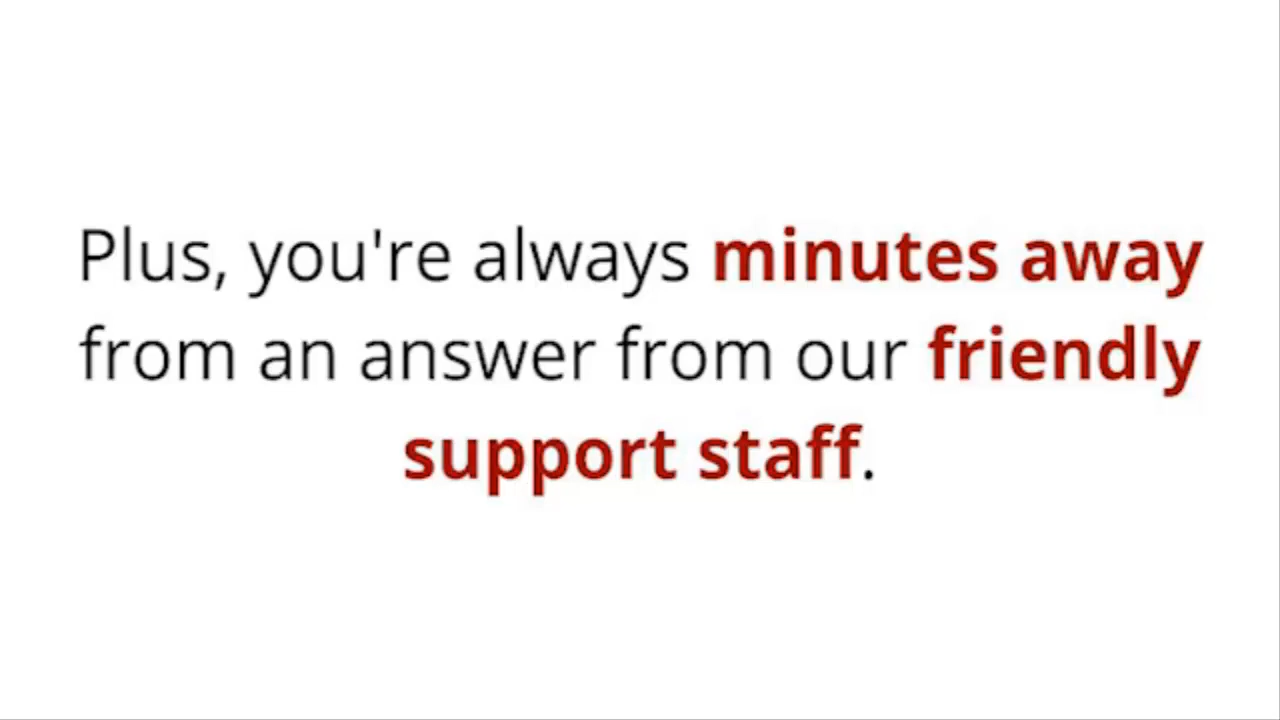 Plus, you're always minutes away
from an answer from our friendly
support staff.